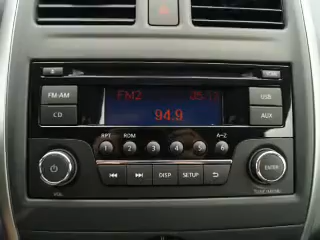 FM2
94.9
FM·AM
CD
USB
AUX
RPT RDM A-Z
1 2 3 4 5 6
DISP SETUP
VOL
ENTER